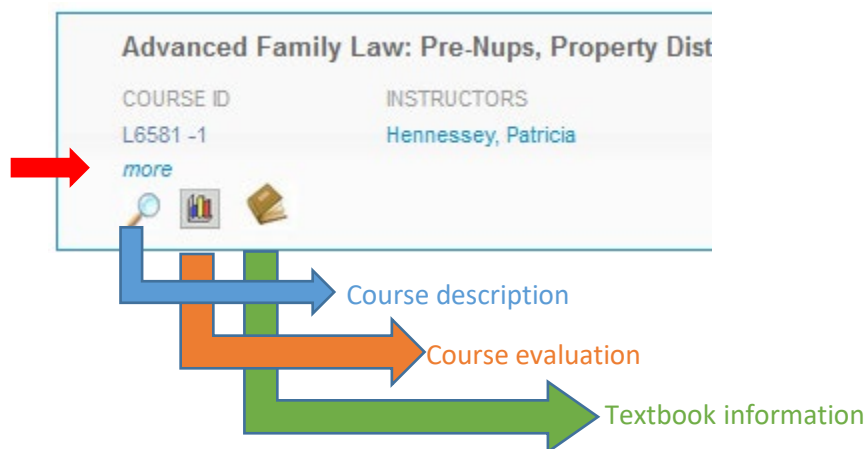 Advanced Family Law: Pre-Nups, Property Dist
COURSE ID INSTRUCTORS
L6581 -1 Hennessey, Patricia
more
Course description
Course evaluation
Textbook information